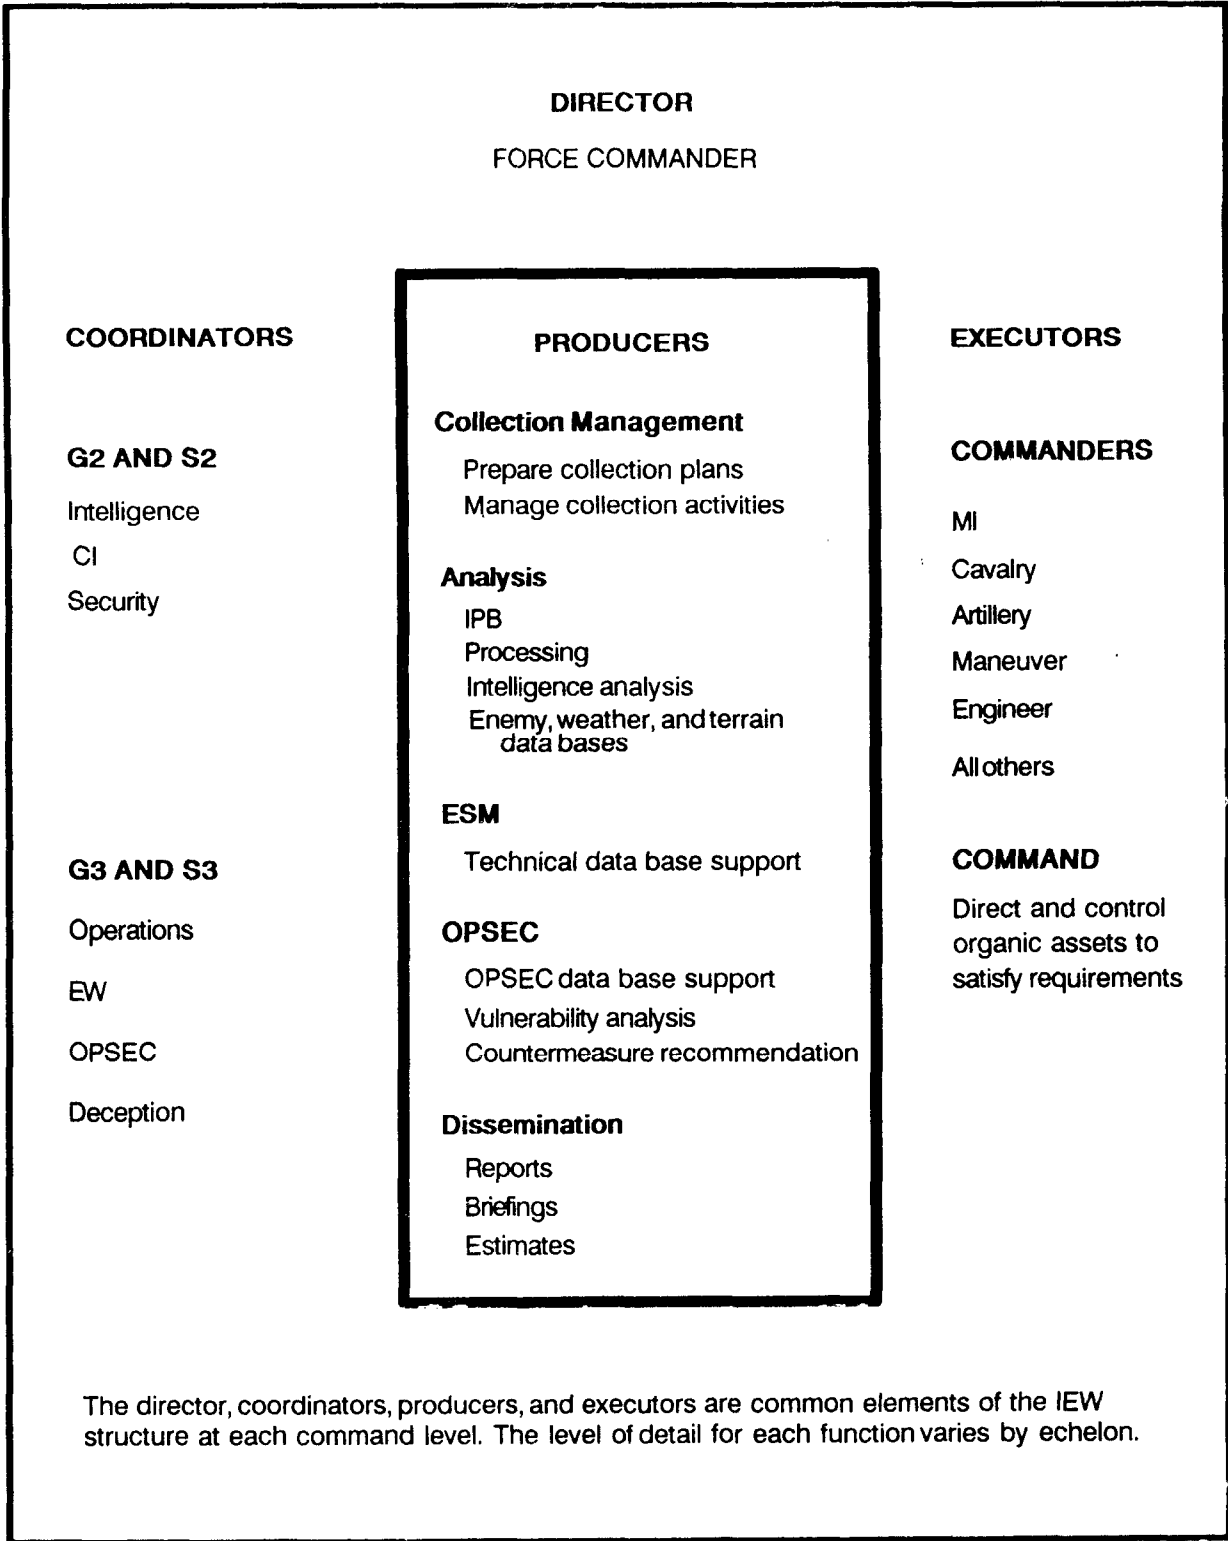 DIRECTOR
FORCE COMMANDER
COORDINATORS
G2 AND S2
Intelligence
CI
Security
G3 AND S3
Operations
EW
OPSEC
Deception
PRODUCERS
Collection Management
Prepare collection plans
Manage collection activities
Analysis
IPB
Processing
Intelligence analysis
Enemy, weather, and terrain
data bases
ESM
Technical data base support
OPSEC
OPSEC data base support
Vulnerability analysis
Countermeasure recommendation
Dissemination
Reports
Briefings
Estimates
EXECUTORS
COMMANDERS
MI
Cavalry
Artillery
Maneuver
Engineer
All others
COMMAND
Direct and control
organic assets to
satisfy requirements
The director, coordinators, producers, and executors are common elements of the IEW
structure at each command level. The level of detail for each function varies by echelon.